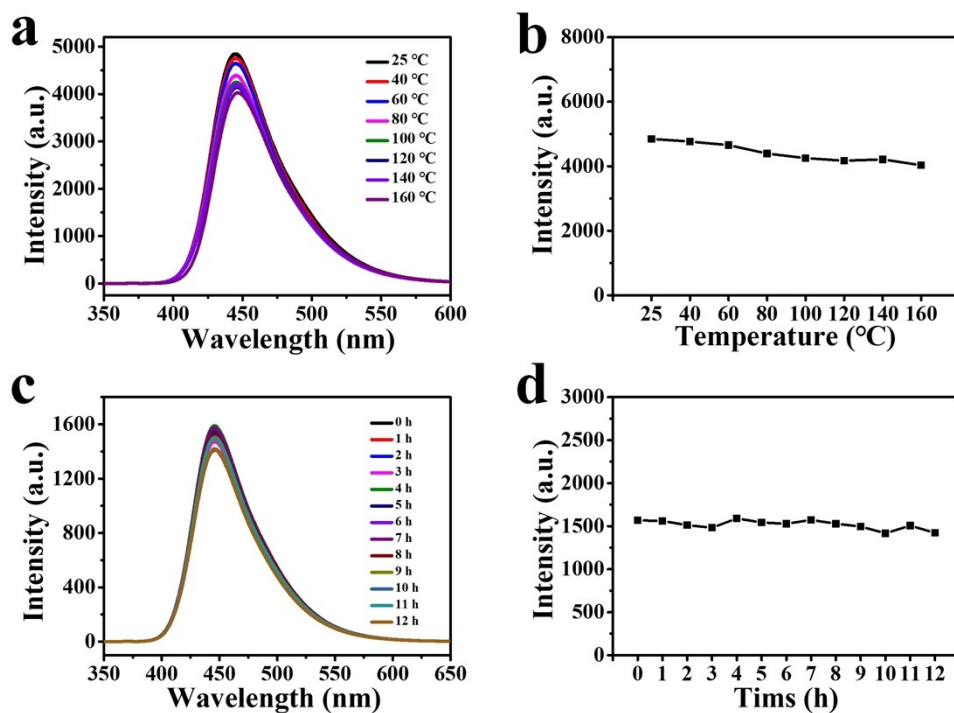 a
5000
4000
3000
2000
1000
0
Intensity (a.u.)
25 °C
40 °C
60 °C
80 °C
100 °C
120 °C
140 °C
160 °C
350 400 450 500 550 600
Wavelength (nm)
b
8000
6000
4000
2000
0
Intensity (a.u.)
25 40 60 80 100 120 140 160
Temperature (°C)
c
1600
1200
800
400
0
Intensity (a.u.)
0 h
1 h
2 h
3 h
4 h
5 h
6 h
7 h
8 h
9 h
10 h
11 h
12 h
350 400 450 500 550 600 650
Wavelength (nm)
d
3000
2500
2000
1500
1000
500
0
Intensity (a.u.)
0 1 2 3 4 5 6 7 8 9 10 11 12
Tims (h)